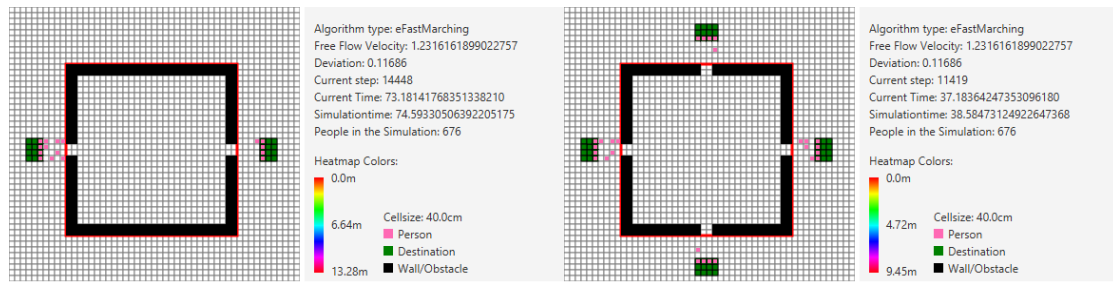 Algorithm type: eFastMarching
Free Flow Velocity: 1.2316161899022757
Deviation: 0.11686
Current step: 14448
Current Time: 73.18141768351338210
Simulationtime: 74.59330506392205175
People in the Simulation: 676
Heatmap Colors:
0.0m
6.64m
13.28m
Cellsize: 40.0cm
Person
Destination
Wall/Obstacle
Algorithm type: eFastMarching
Free Flow Velocity: 1.2316161899022757
Deviation: 0.11686
Current step: 11419
Current Time: 37.18364247353096180
Simulationtime: 38.58473124922647368
People in the Simulation: 676
Heatmap Colors:
0.0m
4.72m
9.45m
Cellsize: 40.0cm
Person
Destination
Wall/Obstacle